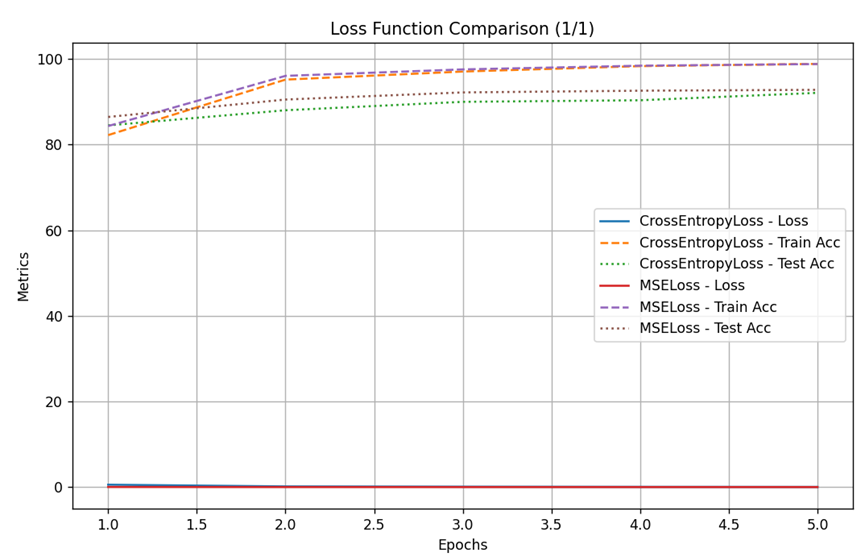 Loss Function Comparison (1/1)
100
80
60
40
20
0
Metrics
CrossEntropyLoss - Loss
CrossEntropyLoss - Train Acc
CrossEntropyLoss - Test Acc
MSELoss - Loss
MSELoss - Train Acc
MSELoss - Test Acc
1.0 1.5 2.0 2.5 3.0 3.5 4.0 4.5 5.0
Epochs